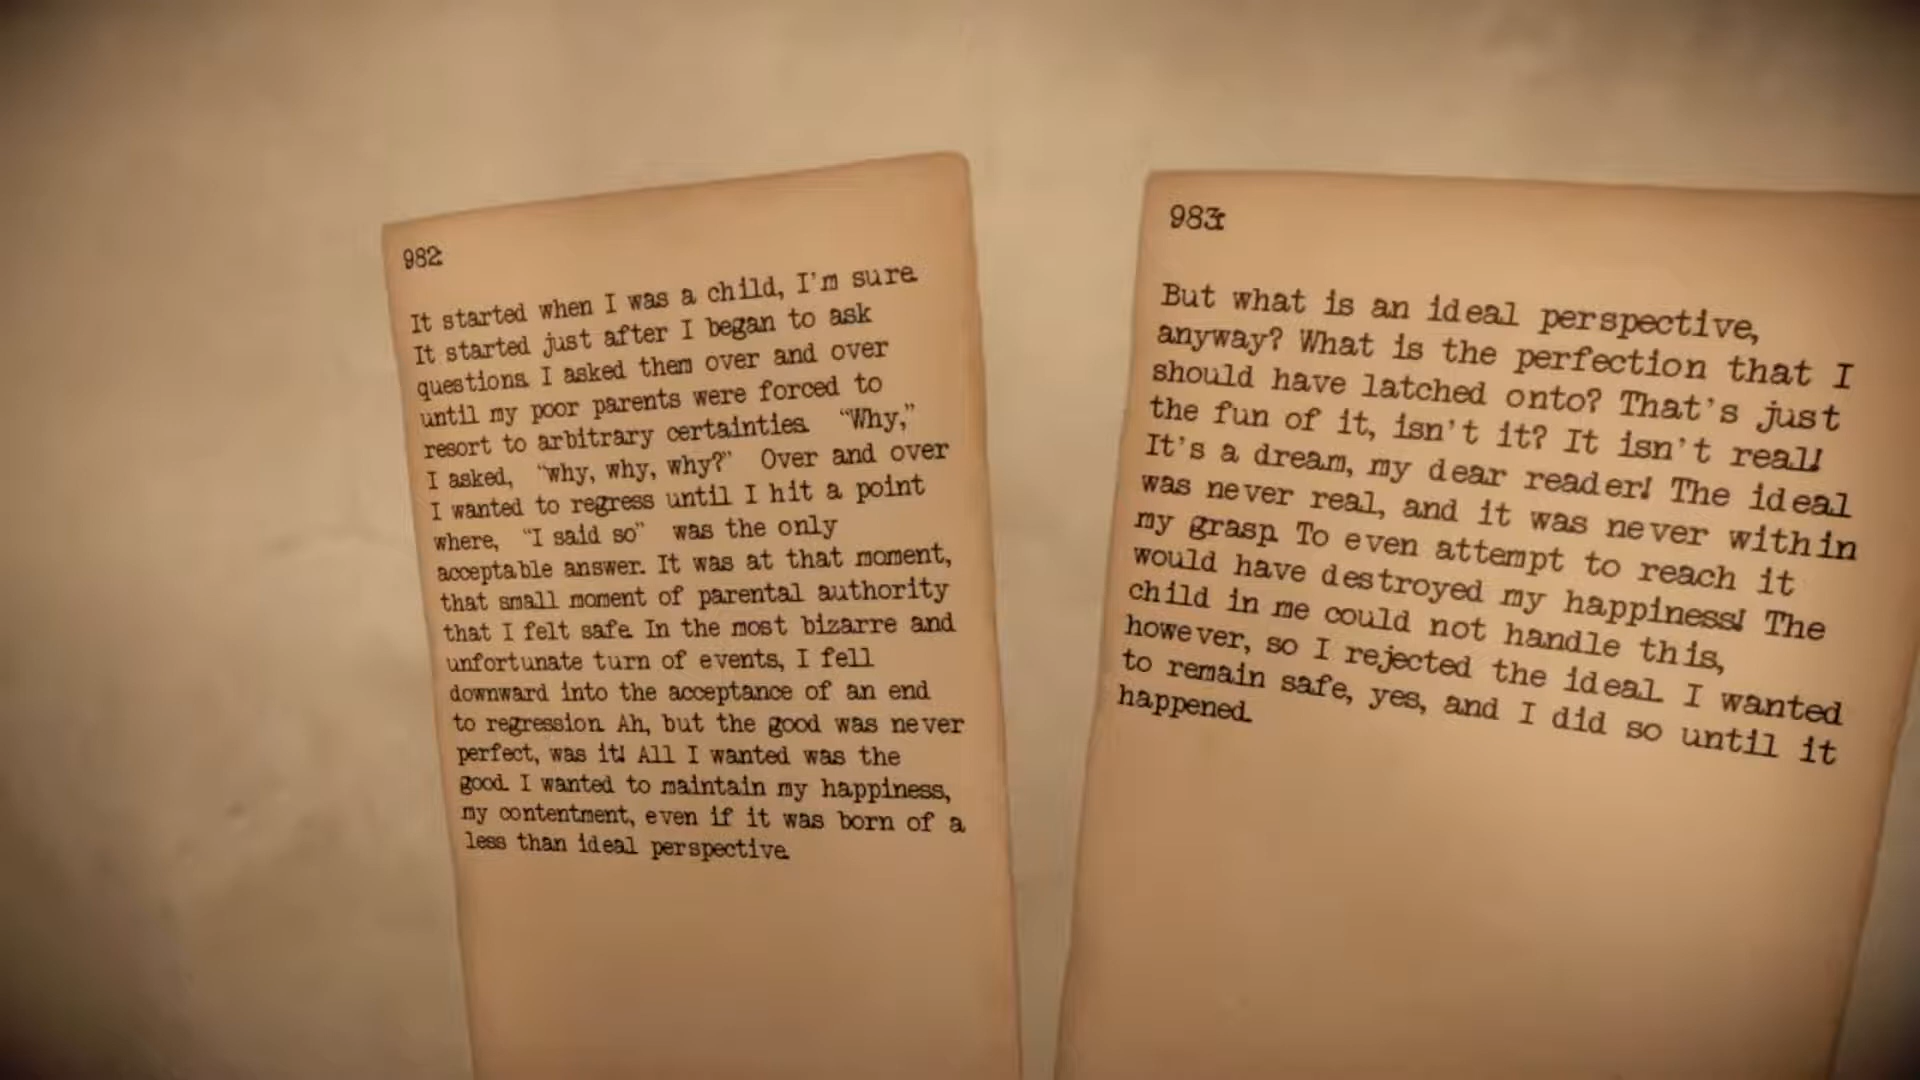 982:
It started when I was a child, I'm sure.
It started just after I began to ask
questions. I asked them over and over
until my poor parents were forced to
resort to arbitrary certainties. “Why,”
I asked, “why, why, why?” Over and over
I wanted to regress until I hit a point
where, “I said so” was the only
acceptable answer. It was at that moment,
that small moment of parental authority
that I felt safe. In the most bizarre and
unfortunate turn of events, I fell
downward into the acceptance of an end
to regression. Ah, but the good was never
perfect, was it! All I wanted was the
good. I wanted to maintain my happiness,
my contentment, even if it was born of a
less than ideal perspective.
983:
But what is an ideal perspective,
anyway? What is the perfection that I
should have latched onto? That's just
the fun of it, isn't it? It isn't real!
It's a dream, my dear reader! The ideal
was never real, and it was never within
my grasp. To even attempt to reach it
would have destroyed my happiness! The
child in me could not handle this,
however, so I rejected the ideal. I wanted
to remain safe, yes, and I did so until it
happened.